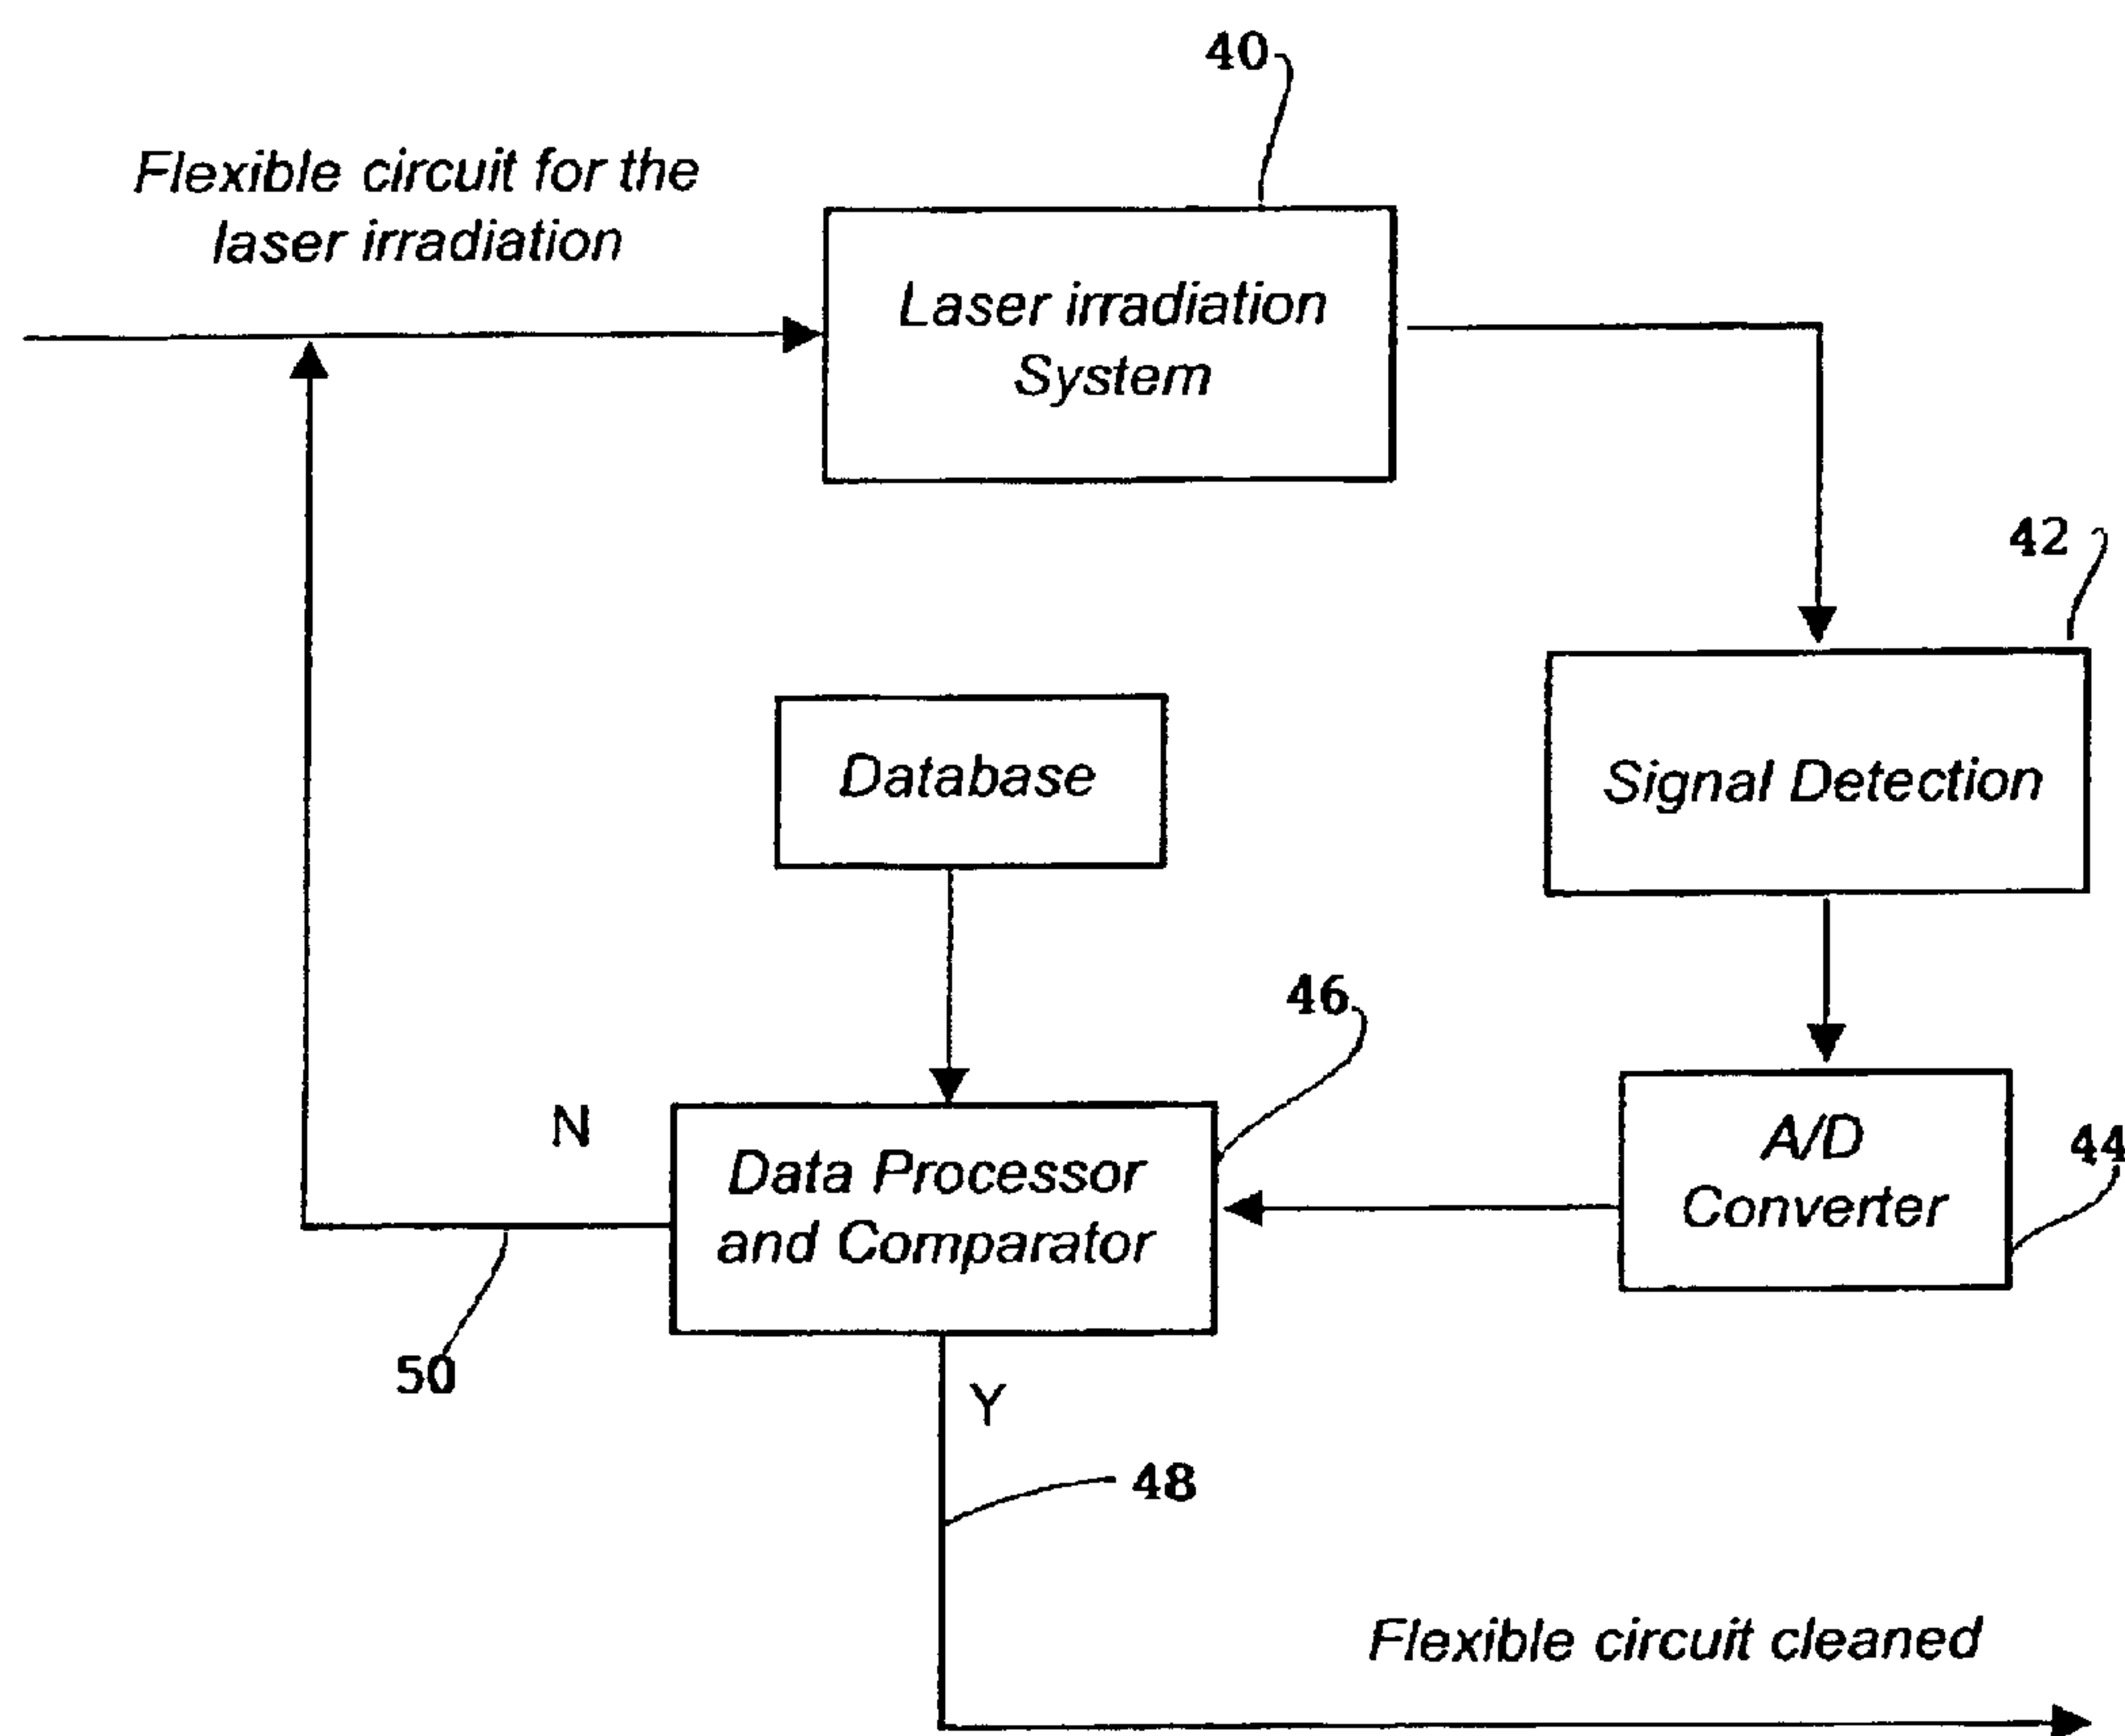 40
Flexible circuit for the
laser irradiation
Laser irradiation
System
42
Database
Signal Detection
46
N
Data Processor
and Comparator
A/D
Converter
44
50
Y
48
Flexible circuit cleaned